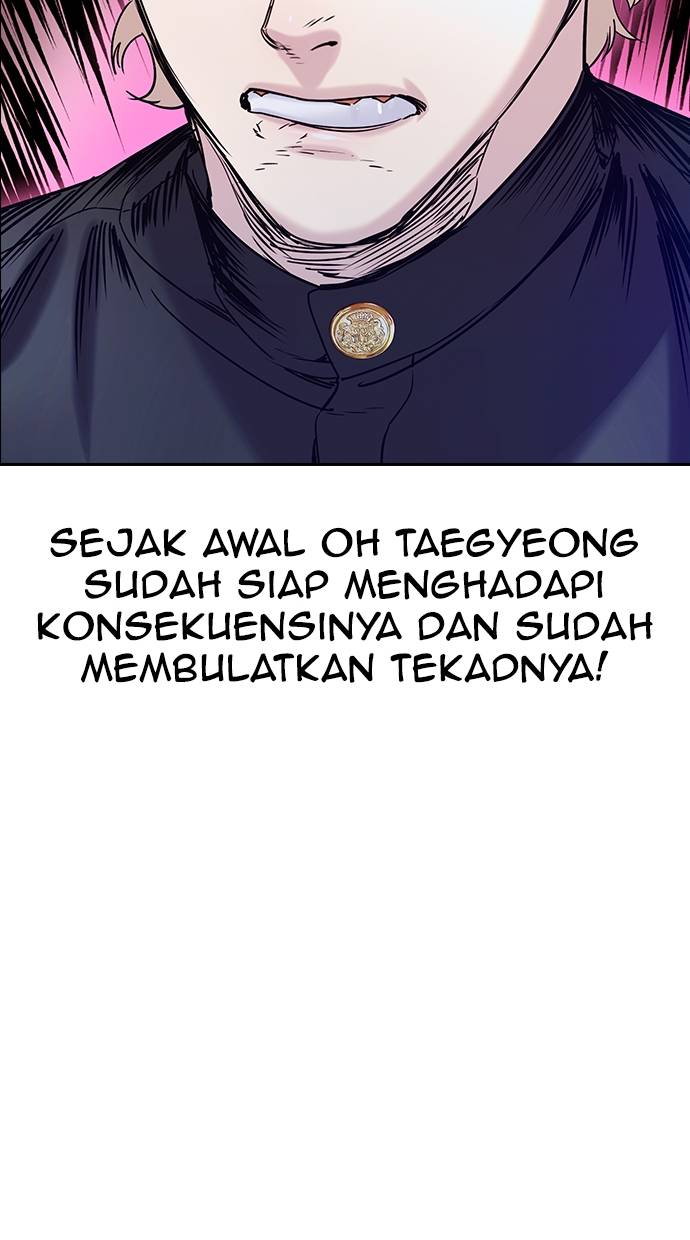 SEJAK AWAL OH TAEGYEONG
SUDAH SIAP MENGHADAPI
KONSEKUENSINYA DAN SUDAH
MEMBULATKAN TEKADNYA!